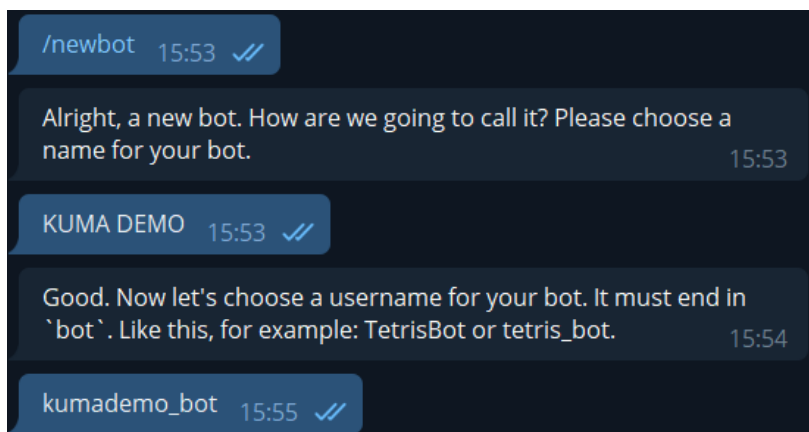 /newbot 15:53
Alright, a new bot. How are we going to call it? Please choose a
name for your bot. 15:53
KUMA DEMO 15:53
Good. Now let's choose a username for your bot. It must end in
`bot`. Like this, for example: TetrisBot or tetris_bot. 15:54
kumademo_bot 15:55